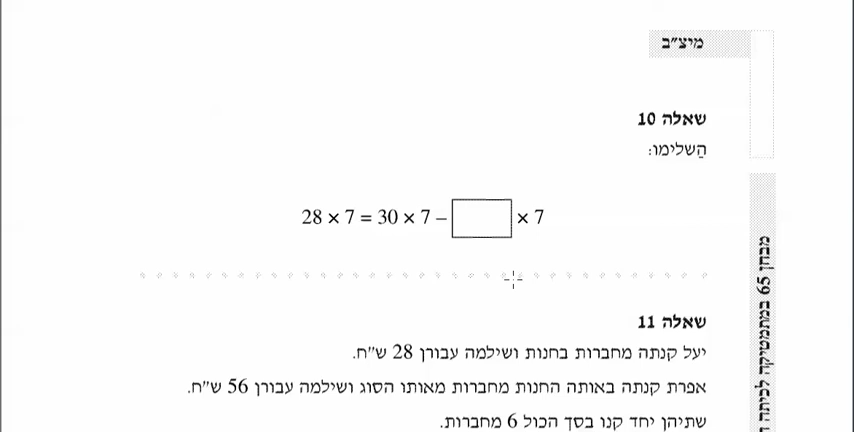 מיצ״ב
שאלה 10
הַשלימו:
28 × 7 = 30 × 7 – × 7
שאלה 11
יעל קנתה מחברות בחנות ושילמה עבורן 28 ש״ח.
אפרת קנתה באותה החנות מחברות מאותו הסוג ושילמה עבורן 56 ש״ח.
שתיהן יחד קנו בסך הכול 6 מחברות.
מבחן 65 במתמטיקה לכיתה